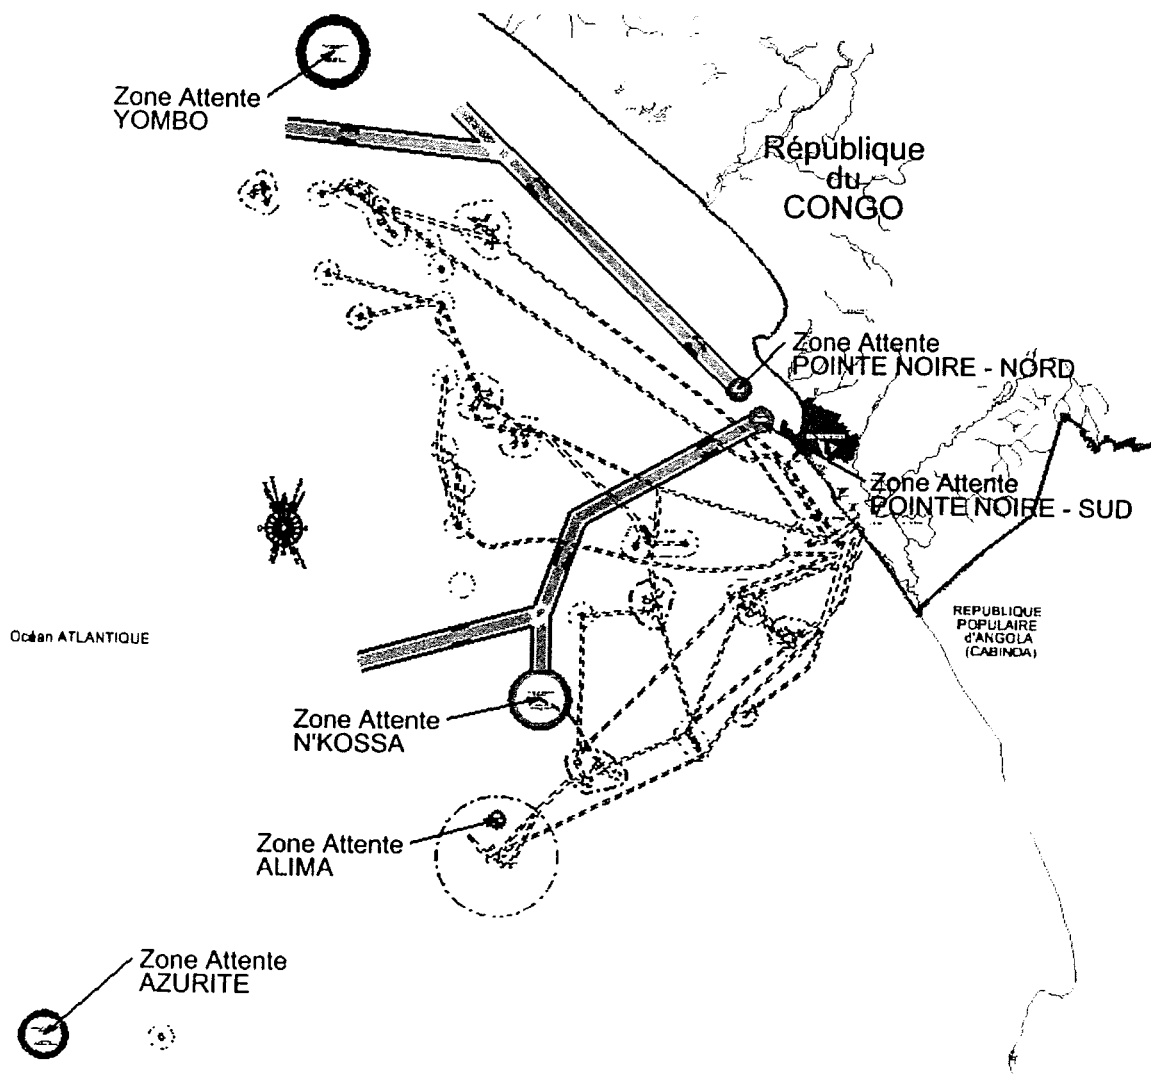 Zone Attente
YOMBO
République
du
CONGO
Zone Attente
POINTE NOIRE - NORD
Zone Attente
POINTE NOIRE - SUD
REPUBLIQUE
POPULAIRE
d'ANGOLA
(CABINDA)
Océan ATLANTIQUE
Zone Attente
N'KOSSA
Zone Attente
ALIMA
Zone Attente
AZURITE